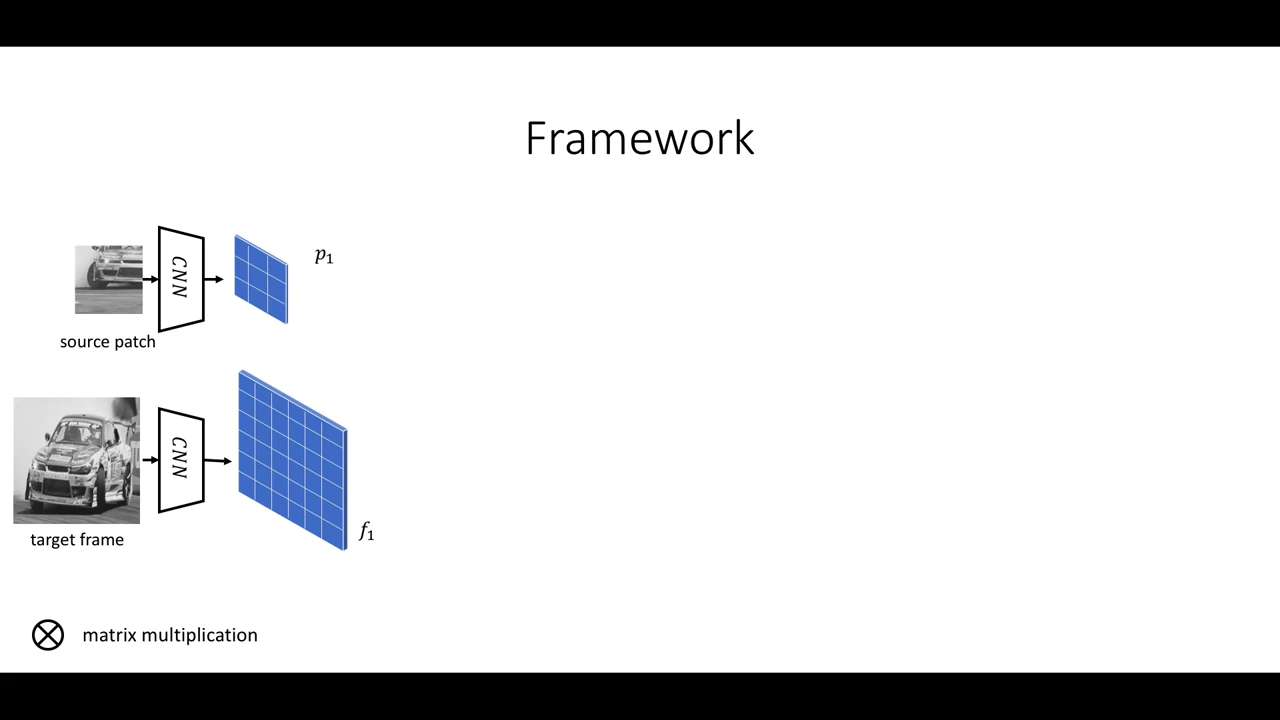 Framework
CNN
p₁
source patch
CNN
f₁
target frame
matrix multiplication